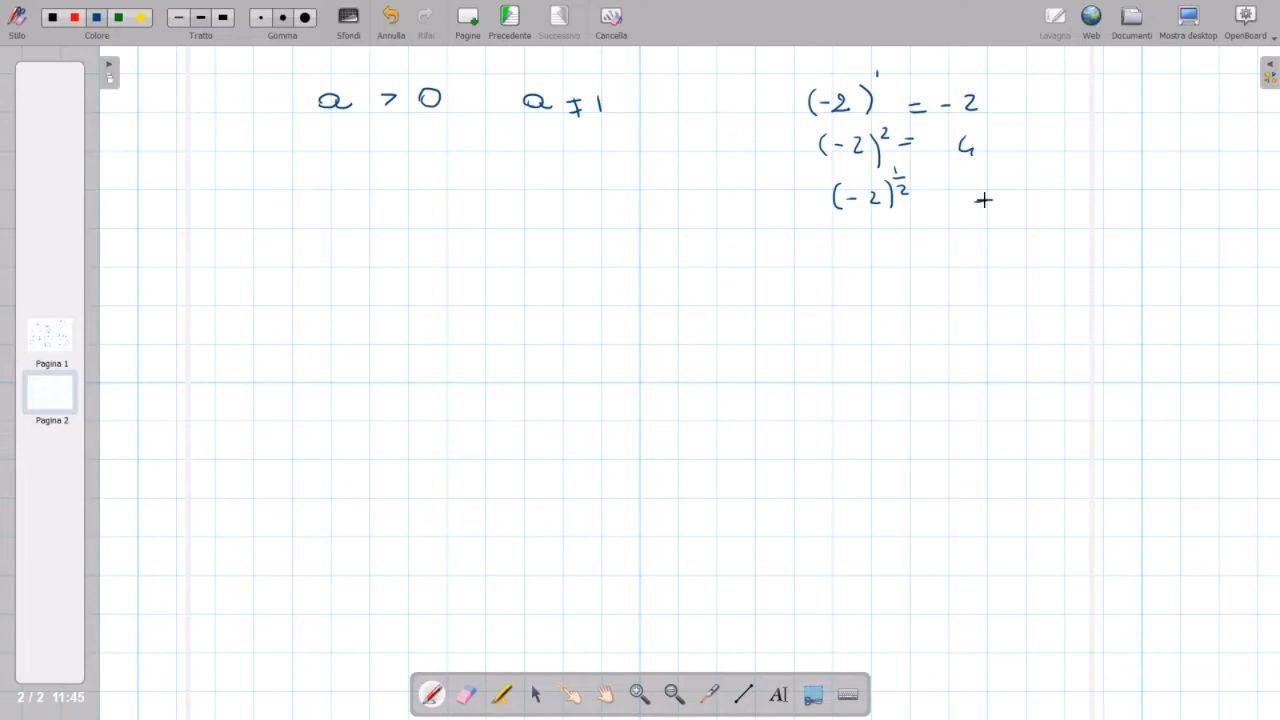 Stilo Colore Tratto Gomma Sfondi Annulla Rifai Pagine Precedente Successivo Cancella Lavagna Web Documenti Mostra desktop OpenBoard
a > 0 a ≠ 1 (-2)^1 = -2
(-2)^2 = 4
(-2)^{1/2}
Pagina 1
Pagina 2
2 / 2 11:45
AI